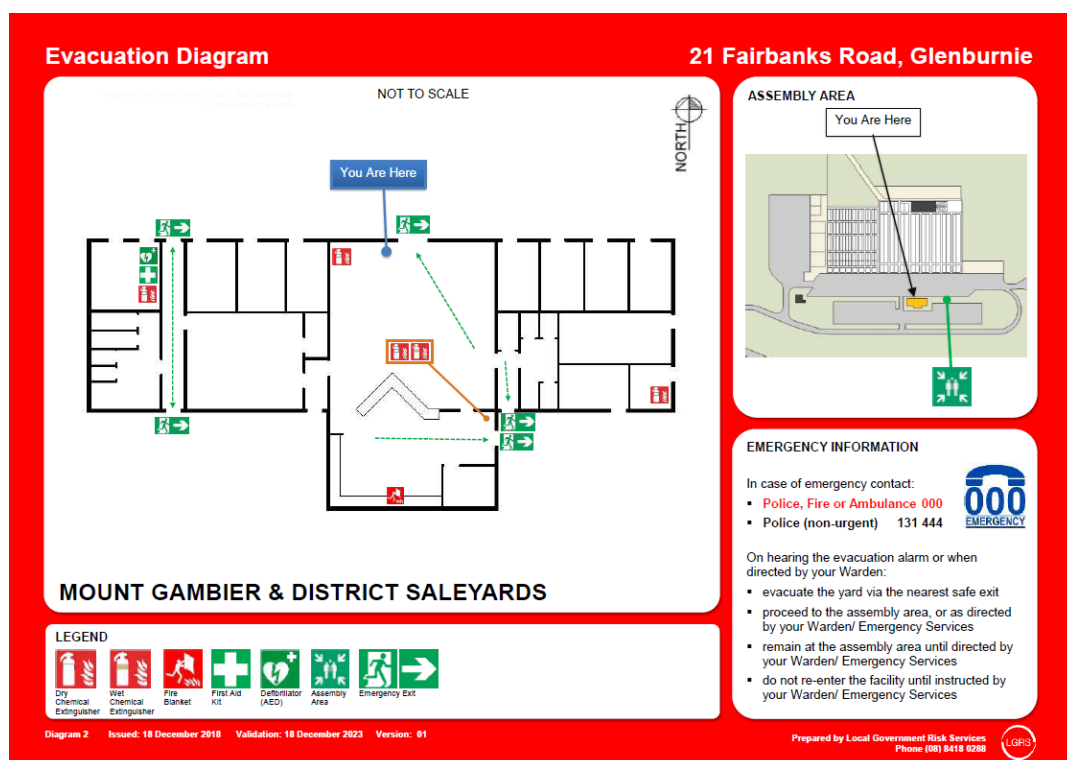 Evacuation Diagram
21 Fairbanks Road, Glenburnie
NOT TO SCALE
NORTH
You Are Here
MOUNT GAMBIER & DISTRICT SALEYARDS
ASSEMBLY AREA
You Are Here
EMERGENCY INFORMATION
In case of emergency contact:
▪ Police, Fire or Ambulance 000
▪ Police (non-urgent) 131 444
000
EMERGENCY
On hearing the evacuation alarm or when
directed by your Warden:
▪ evacuate the yard via the nearest safe exit
▪ proceed to the assembly area, or as directed
by your Warden/ Emergency Services
▪ remain at the assembly area until directed by
your Warden/ Emergency Services
▪ do not re-enter the facility until instructed by
your Warden/ Emergency Services
LEGEND
Dry
Chemical
Extinguisher
Wet
Chemical
Extinguisher
Fire
Blanket
First Aid
Kit
Defibrillator
(AED)
Assembly
Area
Emergency Exit
Diagram 2 Issued: 18 December 2018 Validation: 18 December 2023 Version: 01
Prepared by Local Government Risk Services
Phone (08) 8418 0288
LGRS